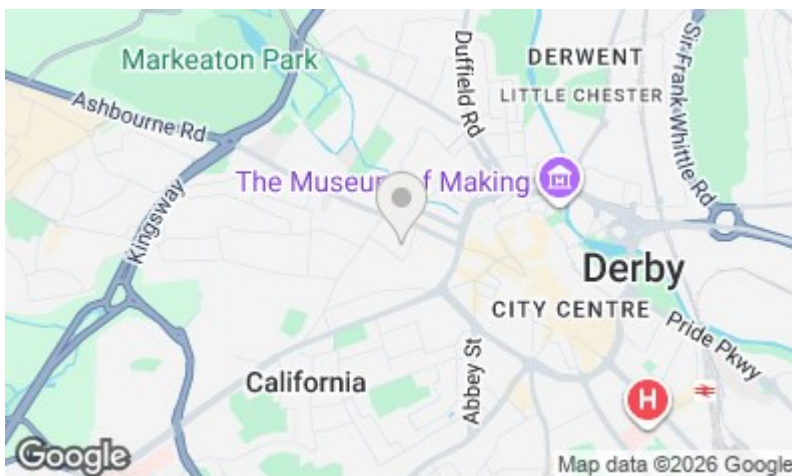 Markeaton Park
Duffield Rd
DERWENT
LITTLE CHESTER
Sir Frank Whittle Rd
Ashbourne Rd
The Museum of Making
Kingsway
Derby
CITY CENTRE
Pride Pkwy
Abbey St
California
H
Google
Map data ©2026 Google